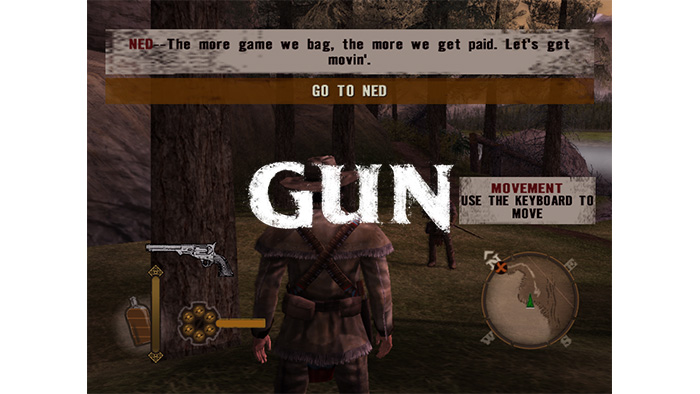 NED--The more game we bag, the more we get paid. Let's get
movin'.
GO TO NED
GUN
MOVEMENT
USE THE KEYBOARD TO
MOVE
N
E
W
S